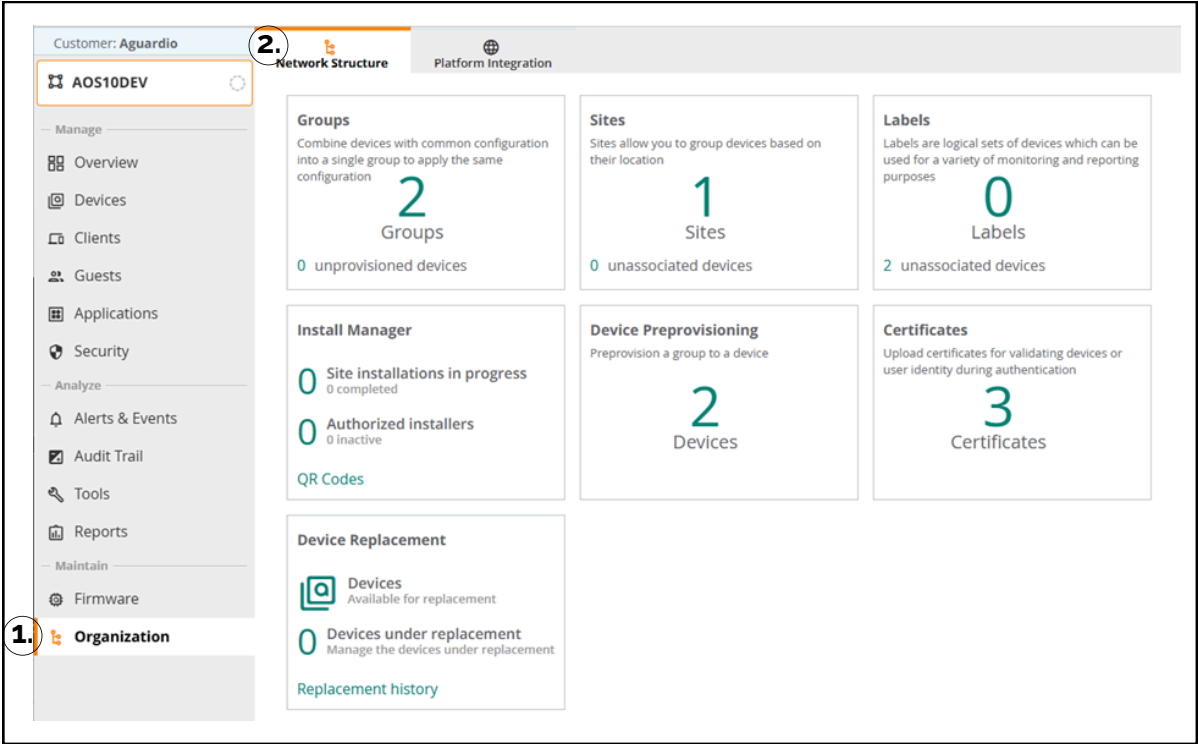 Customer: Aguardio
AOS10DEV
Manage
Overview
Devices
Clients
Guests
Applications
Security
Analyze
Alerts & Events
Audit Trail
Tools
Reports
Maintain
Firmware
1.
Organization
2.
Network Structure
Platform Integration
Groups
Combine devices with common configuration
into a single group to apply the same
configuration
2
Groups
0 unprovisioned devices
Sites
Sites allow you to group devices based on
their location
1
Sites
0 unassociated devices
Labels
Labels are logical sets of devices which can be
used for a variety of monitoring and reporting
purposes
0
Labels
2 unassociated devices
Install Manager
0 Site installations in progress
0 completed
0 Authorized installers
0 inactive
QR Codes
Device Preprovisioning
Preprovision a group to a device
2
Devices
Certificates
Upload certificates for validating devices or
user identity during authentication
3
Certificates
Device Replacement
Devices
Available for replacement
0 Devices under replacement
Manage the devices under replacement
Replacement history